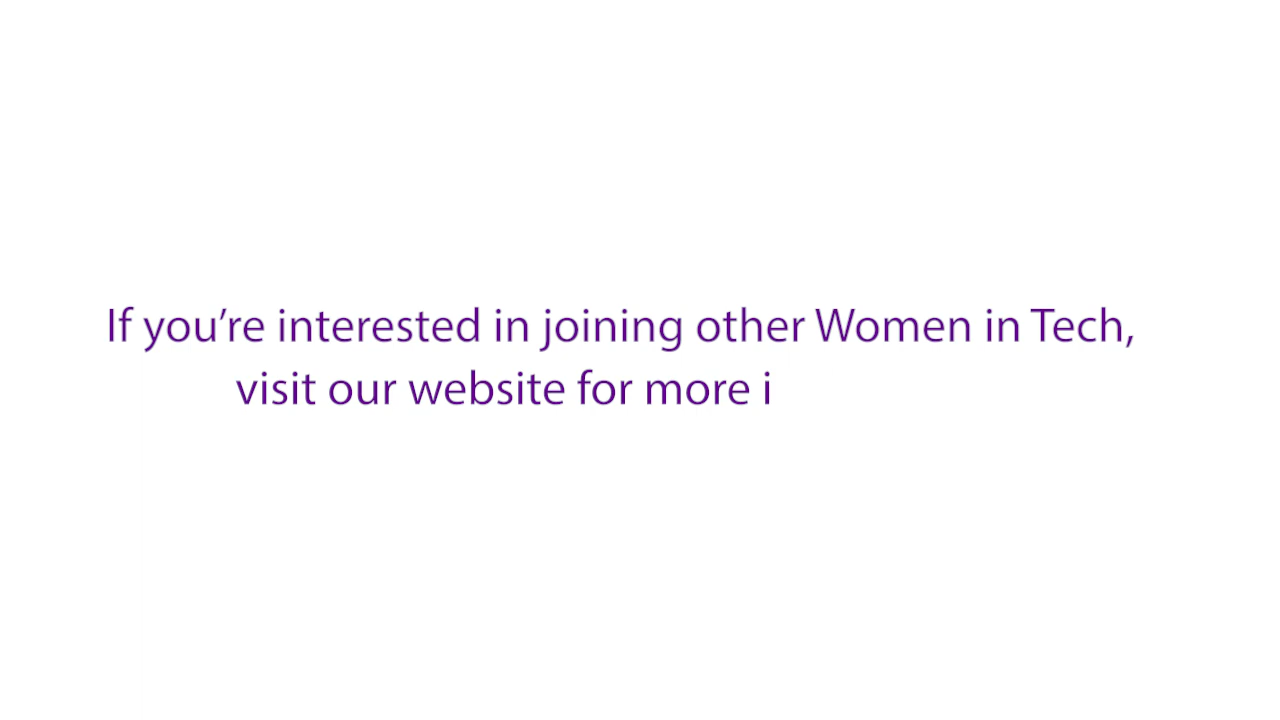 If you’re interested in joining other Women in Tech,
visit our website for more i